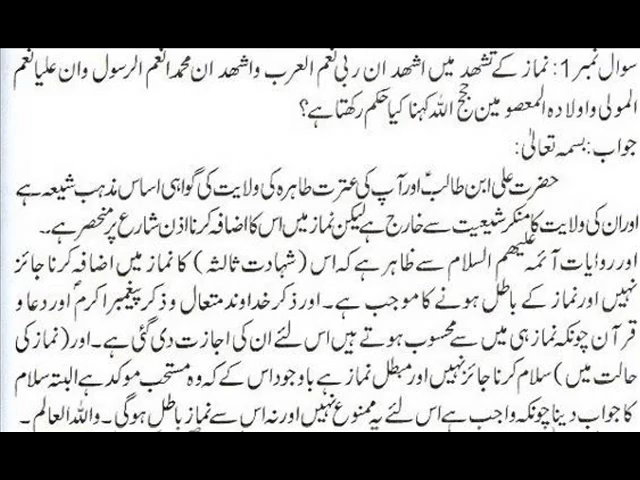 سوال نمبر 1: نماز کے تشھد میں اشھد ان ربی نعم العرب واشھد ان محمدا نعم الرسول وان علیا نعم
المولی واولادہ المعصومین حجج اللہ کہنا کیا حکم رکھتا ہے؟
جواب: بسمہ تعالیٰ:
حضرت علی ابن طالبؑ اور آپ کی عترت طاہرہ کی ولایت کی گواہی اساس مذہب شیعہ ہے
اور ان کی ولایت کا منکر شیعیت سے خارج ہے لیکن نماز میں اس کا اضافہ کرنا اذن شارع پر منحصر ہے۔
اور روایات آئمہ علیھم السلام سے ظاہر ہے کہ اس (شہادت ثالثہ) کا نماز میں اضافہ کرنا جائز
نہیں اور نماز کے باطل ہونے کا موجب ہے۔ اور ذکر خداوند متعال و ذکر پیغمبر اکرمؐ اور دعا و
قرآن چونکہ نماز ہی میں سے محسوب ہوتے ہیں اس لئے ان کی اجازت دی گئی ہے۔ اور (نماز کی
حالت میں) سلام کرنا جائز نہیں اور مبطل نماز ہے باوجود اس کے کہ وہ مستحب موکد ہے البتہ سلام
کا جواب دینا چونکہ واجب ہے اس لئے یہ ممنوع نہیں اور نہ اس سے نماز باطل ہوگی۔ واللہ العالم۔